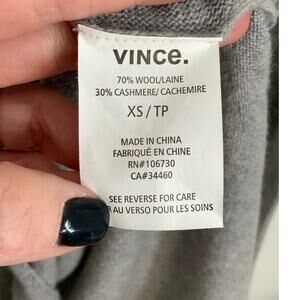 VINCE.
70% WOOL/LAINE
30% CASHMERE/ CACHEMIRE
XS / TP
MADE IN CHINA
FABRIQUÉ EN CHINE
RN#106730
CA#34460
SEE REVERSE FOR CARE
AU VERSO POUR LES SOINS